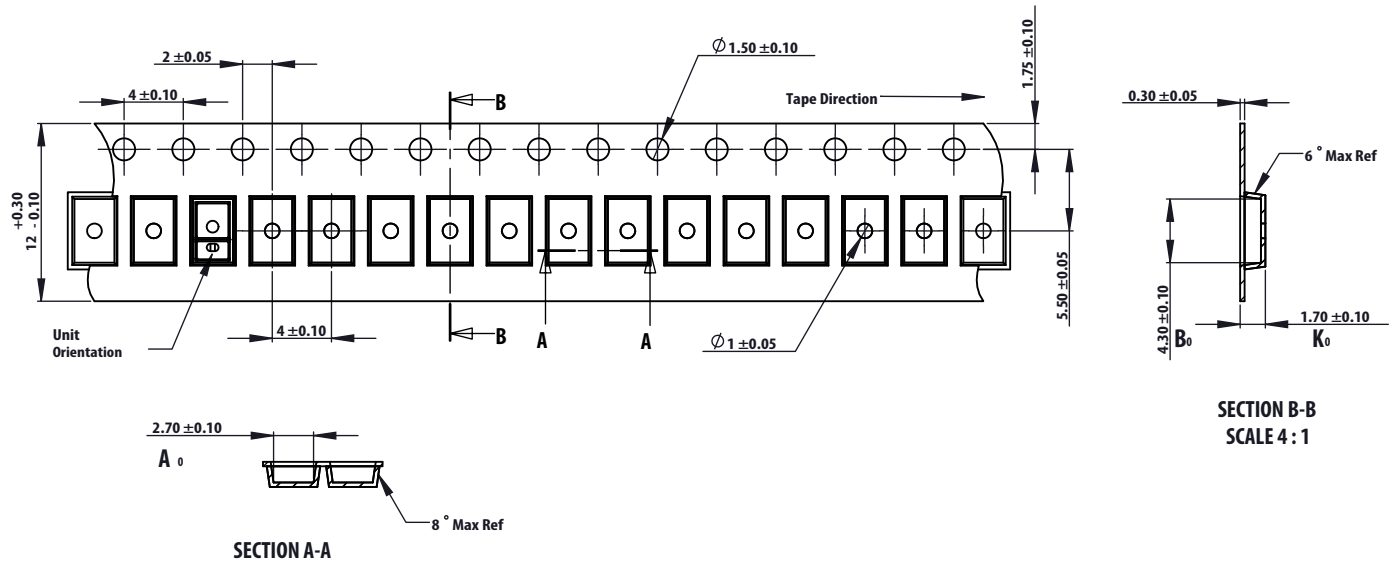 2 ±0.05
4 ±0.10
B
Ø 1.50 ±0.10
Tape Direction
1.75 ±0.10
0.30 ±0.05
6° Max Ref
+0.30
12 - 0.10
5.50 ±0.05
4.30 ±0.10
B0
1.70 ±0.10
K0
Unit
Orientation
4 ±0.10
B
A
A
Ø 1 ±0.05
SECTION B-B
SCALE 4 : 1
2.70 ±0.10
A 0
8° Max Ref
SECTION A-A